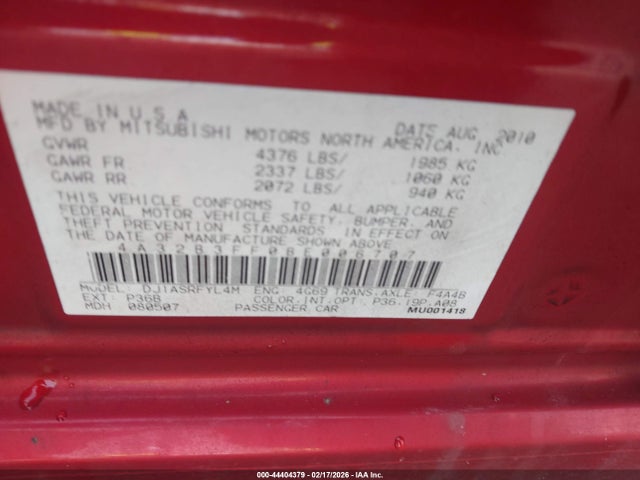 MADE IN U.S.A. DATE AUG. 2010
MFD BY MITSUBISHI MOTORS NORTH AMERICA, INC.
GVWR 4376 LBS/ 1985 KG
GAWR FR 2337 LBS/ 1060 KG
GAWR RR 2072 LBS/ 940 KG
THIS VEHICLE CONFORMS TO ALL APPLICABLE
FEDERAL MOTOR VEHICLE SAFETY, BUMPER, AND
THEFT PREVENTION STANDARDS IN EFFECT ON
THE DATE OF MANUFACTURE SHOWN ABOVE
4A32B3FF0BE006707
MODEL: DJ1ASRFYL4M ENG: 4G69 TRANS.AXLE: F4A4B
EXT: P36B COLOR.INT.OPT. P36.19P.A08
MDH 080507 PASSENGER CAR MU001418
000-44404379 - 02/17/2026 - IAA Inc.